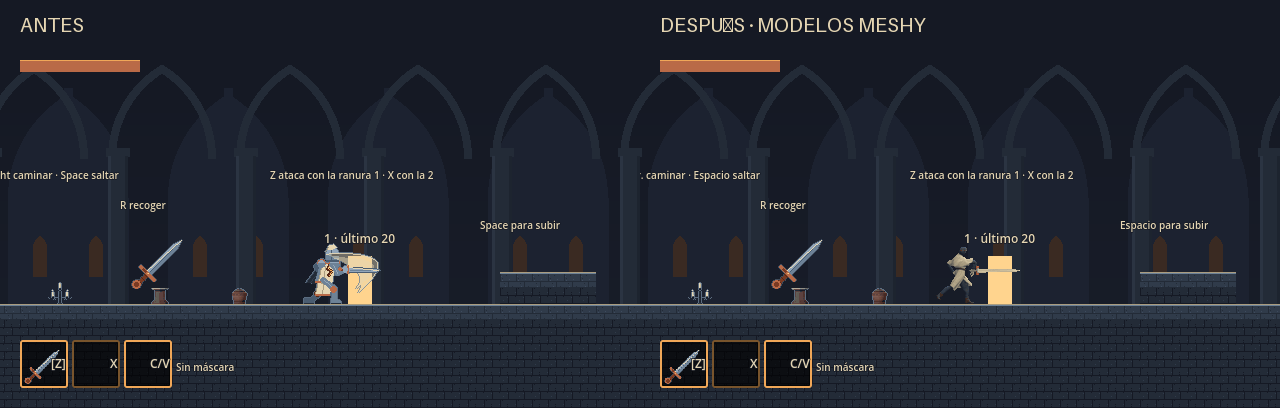 ANTES
ht caminar · Space saltar
Z ataca con la ranura 1 · X con la 2
R recoger
Space para subir
1 · último 20
[Z]
X
C/V
Sin máscara
DESPU□S · MODELOS MESHY
. caminar · Espacio saltar
Z ataca con la ranura 1 · X con la 2
R recoger
Espacio para subir
1 · último 20
[Z]
X
C/V
Sin máscara